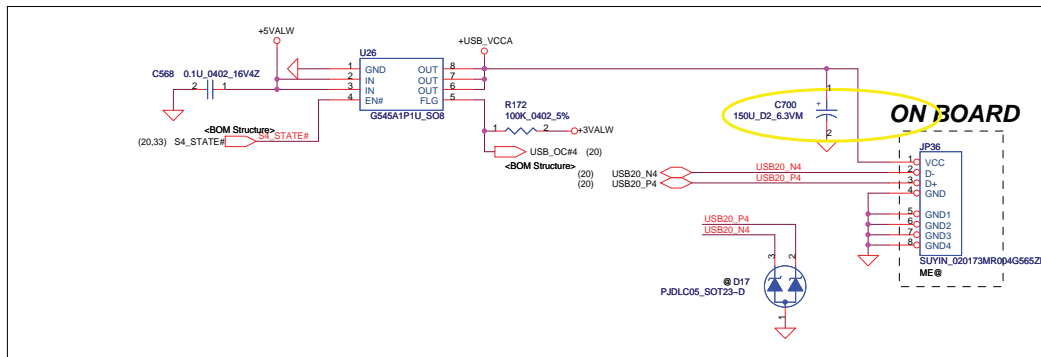 +5VALW
+USB_VCCA
U26
C568 0.1U_0402_16V4Z
2 1
1 GND OUT 8
2 IN OUT 7
3 IN OUT 6
4 EN# FLG 5
G545A1P1U_SO8
R172
100K_0402_5%
1 2 +3VALW
<BOM Structure>
(20,33) S4_STATE# S4_STATE#
USB_OC#4 (20)
<BOM Structure>
1
+ C700
150U_D2_6.3VM
2
ON BOARD
JP36
1 VCC
(20) USB20_N4 USB20_N4 2 D-
(20) USB20_P4 USB20_P4 3 D+
4 GND
5 GND1
6 GND2
7 GND3
8 GND4
SUYIN_020173MR004G565Z
ME@
USB20_P4
USB20_N4
3 2
@ D17
PJDLC05_SOT23~D
1